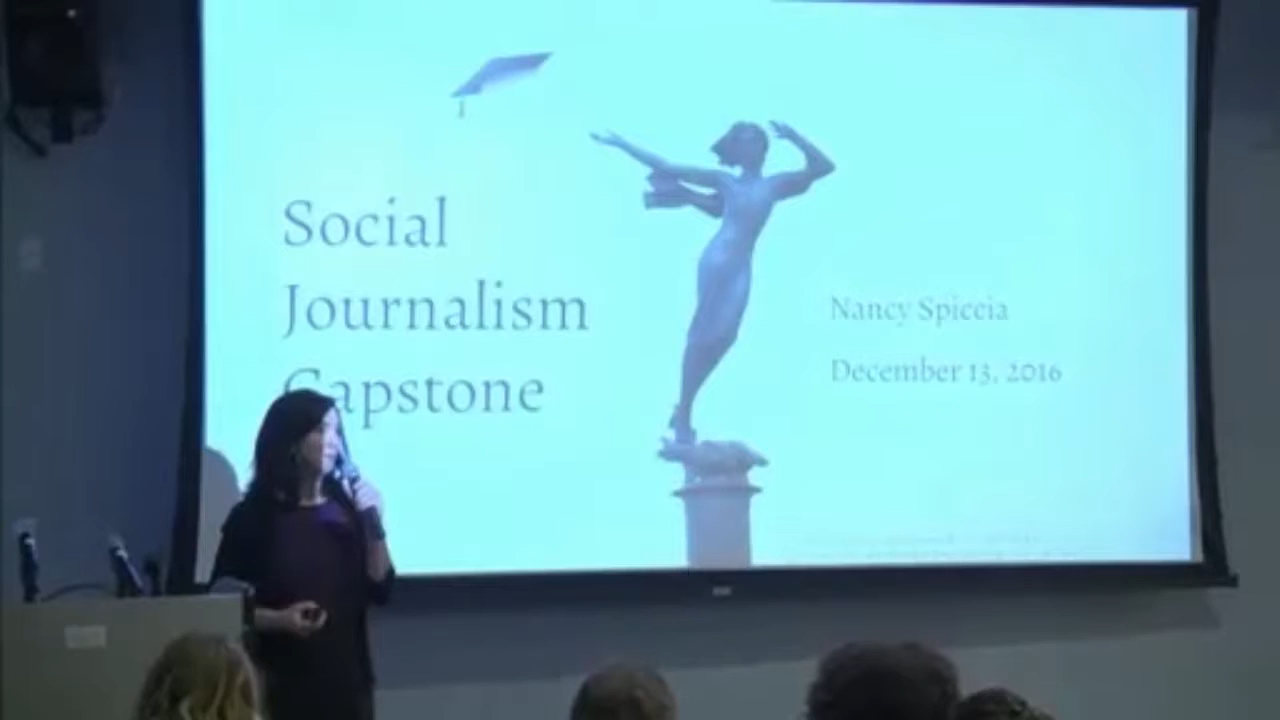 Social
Journalism
Capstone
Nancy Spiccia
December 13, 2016